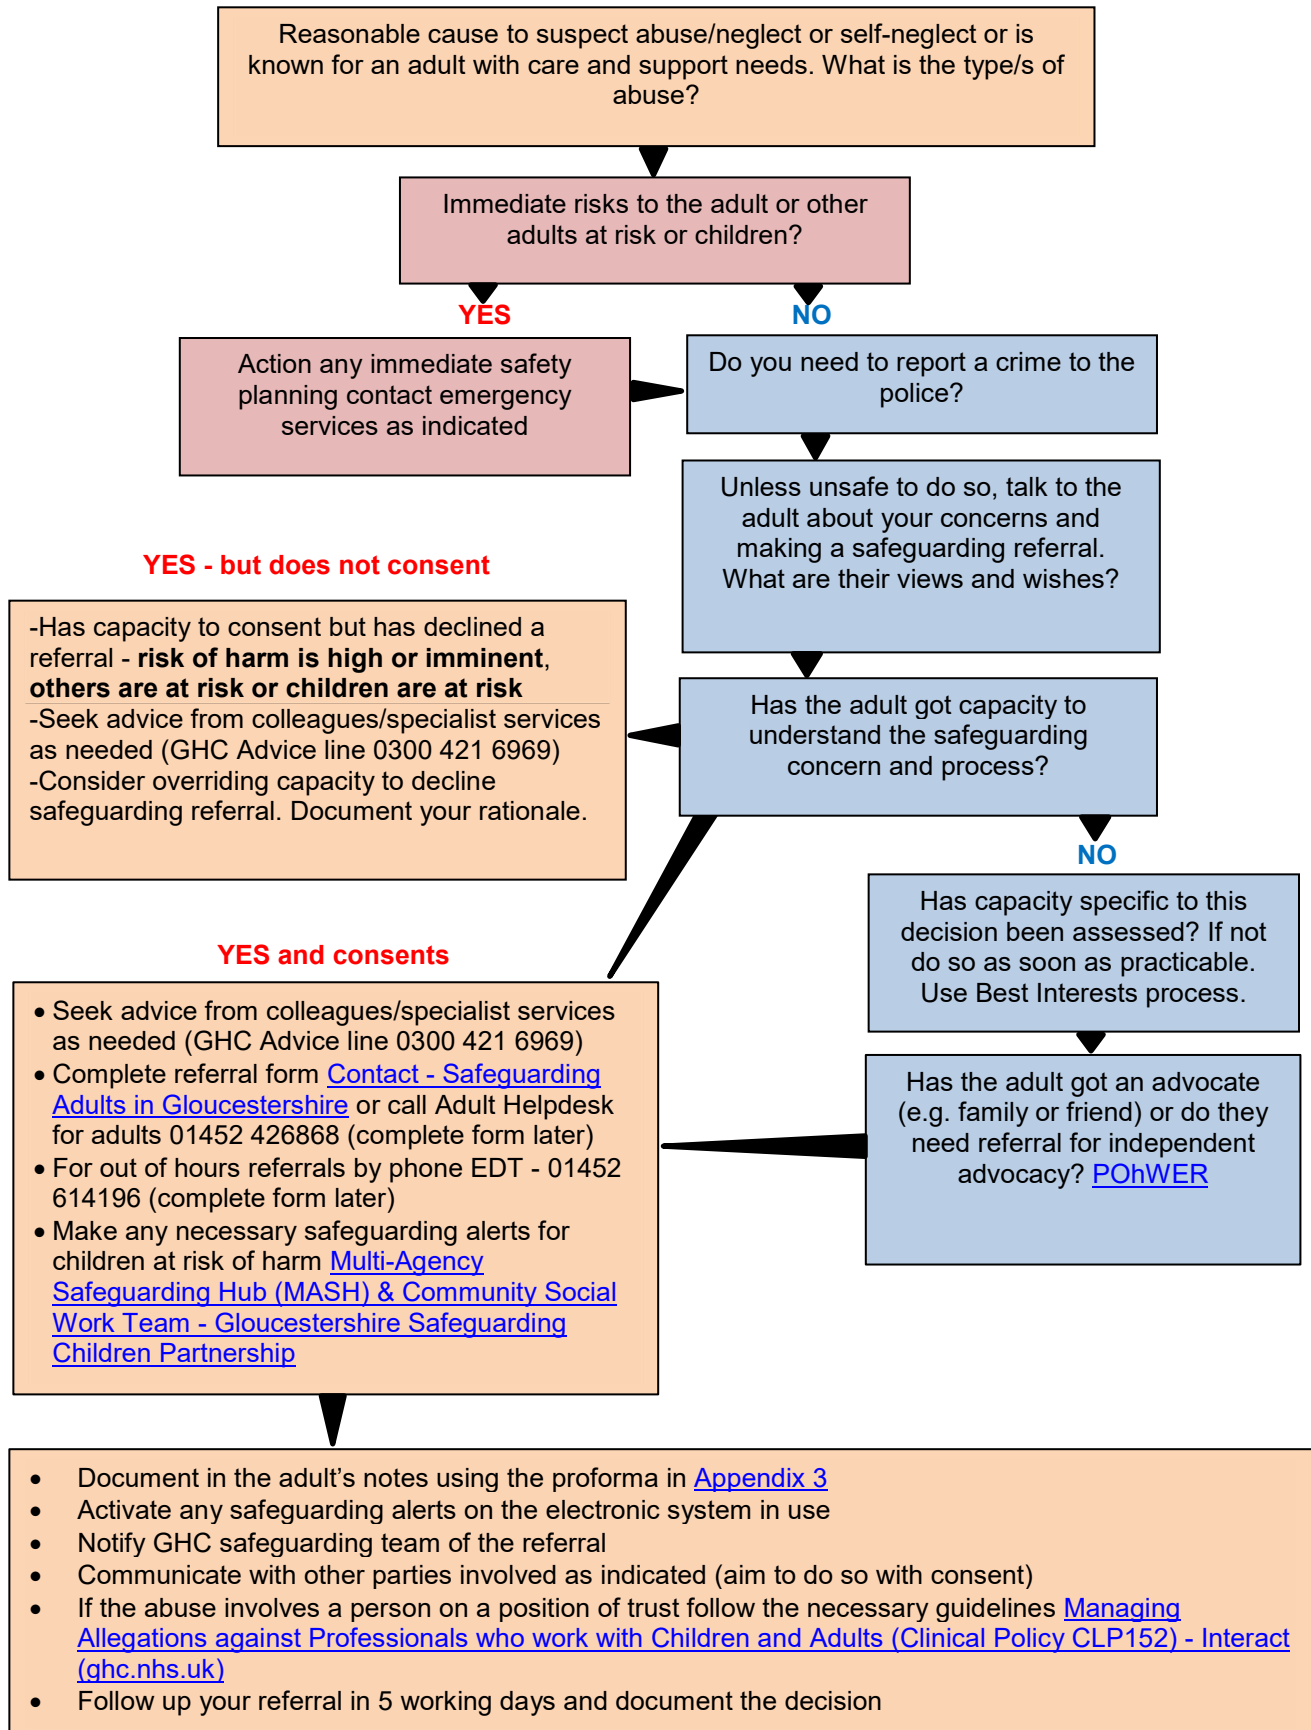 Reasonable cause to suspect abuse/neglect or self-neglect or is
known for an adult with care and support needs. What is the type/s of
abuse?
Immediate risks to the adult or other
adults at risk or children?
YES
NO
Action any immediate safety
planning contact emergency
services as indicated
Do you need to report a crime to the
police?
Unless unsafe to do so, talk to the
adult about your concerns and
making a safeguarding referral.
What are their views and wishes?
YES - but does not consent
-Has capacity to consent but has declined a
referral - risk of harm is high or imminent,
others are at risk or children are at risk
-Seek advice from colleagues/specialist services
as needed (GHC Advice line 0300 421 6969)
-Consider overriding capacity to decline
safeguarding referral. Document your rationale.
Has the adult got capacity to
understand the safeguarding
concern and process?
NO
Has capacity specific to this
decision been assessed? If not
do so as soon as practicable.
Use Best Interests process.
YES and consents
• Seek advice from colleagues/specialist services
as needed (GHC Advice line 0300 421 6969)
• Complete referral form Contact - Safeguarding
Adults in Gloucestershire or call Adult Helpdesk
for adults 01452 426868 (complete form later)
• For out of hours referrals by phone EDT - 01452
614196 (complete form later)
• Make any necessary safeguarding alerts for
children at risk of harm Multi-Agency
Safeguarding Hub (MASH) & Community Social
Work Team - Gloucestershire Safeguarding
Children Partnership
Has the adult got an advocate
(e.g. family or friend) or do they
need referral for independent
advocacy? POhWER
• Document in the adult's notes using the proforma in Appendix 3
• Activate any safeguarding alerts on the electronic system in use
• Notify GHC safeguarding team of the referral
• Communicate with other parties involved as indicated (aim to do so with consent)
• If the abuse involves a person on a position of trust follow the necessary guidelines Managing
Allegations against Professionals who work with Children and Adults (Clinical Policy CLP152) - Interact
(ghc.nhs.uk)
• Follow up your referral in 5 working days and document the decision